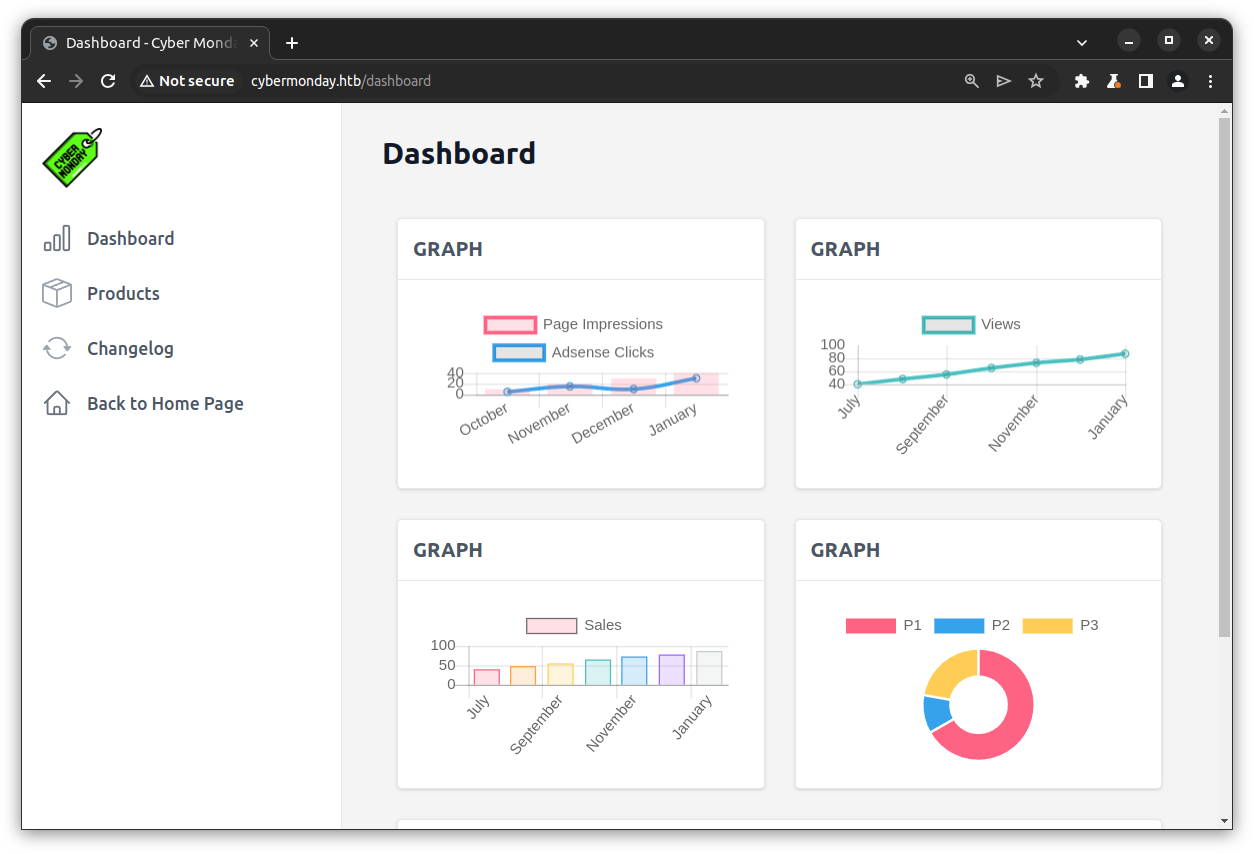 Dashboard - Cyber Mond
Not secure
cybermonday.htb/dashboard
CYBER
MONDAY
Dashboard
Products
Changelog
Back to Home Page
Dashboard
GRAPH
Page Impressions
Adsense Clicks
40
20
0
October
November
December
January
GRAPH
Views
100
80
60
40
July
September
November
January
GRAPH
Sales
100
50
0
July
September
November
January
GRAPH
P1
P2
P3